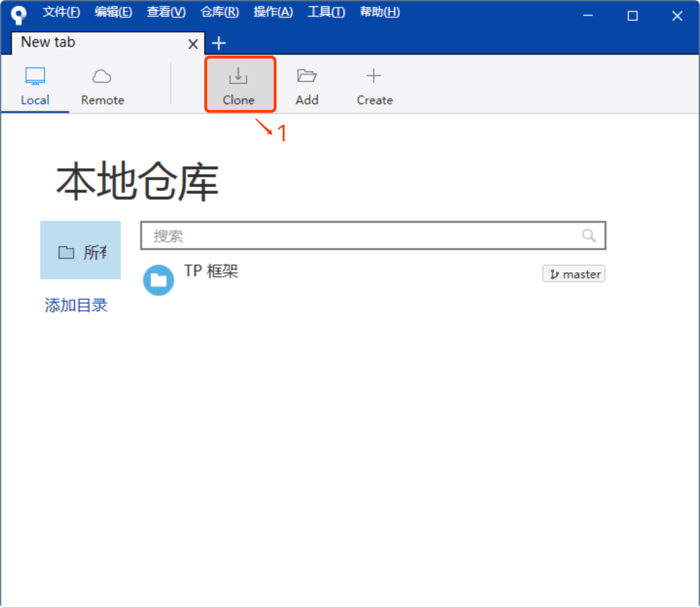 文件(F) 编辑(E) 查看(V) 仓库(R) 操作(A) 工具(T) 帮助(H)
New tab
Local Remote Clone Add Create
1
本地仓库
所有
搜索
TP 框架 master
添加目录